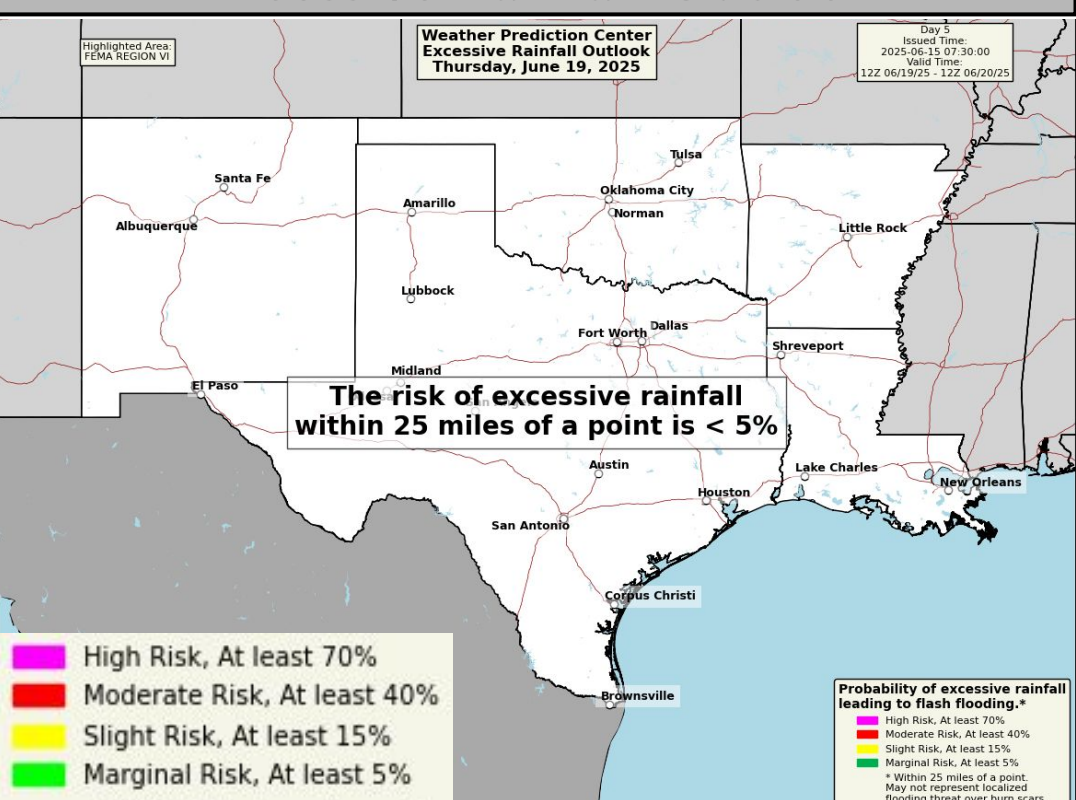 Highlighted Area:
FEMA REGION VI
Weather Prediction Center
Excessive Rainfall Outlook
Thursday, June 19, 2025
Day 5
Issued Time:
2025-06-15 07:30:00
Valid Time:
12Z 06/19/25 - 12Z 06/20/25
Tulsa
Santa Fe
Oklahoma City
Amarillo
Norman
Albuquerque
Little Rock
Lubbock
Fort Worth
Dallas
Shreveport
Midland
El Paso
The risk of excessive rainfall
within 25 miles of a point is < 5%
Austin
Lake Charles
New Orleans
Houston
San Antonio
Corpus Christi
Brownsville
High Risk, At least 70%
Moderate Risk, At least 40%
Slight Risk, At least 15%
Marginal Risk, At least 5%
Probability of excessive rainfall
leading to flash flooding.*
High Risk, At least 70%
Moderate Risk, At least 40%
Slight Risk, At least 15%
Marginal Risk, At least 5%
* Within 25 miles of a point.
May not represent localized
flooding threat over burn scars